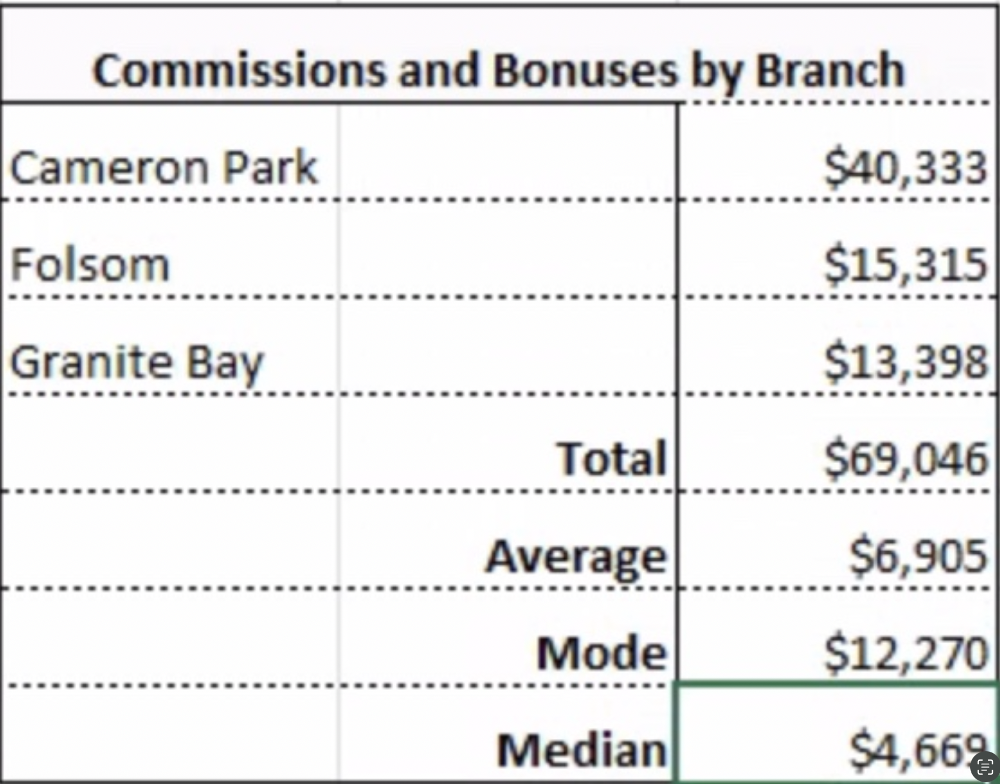 Commissions and Bonuses by Branch
Cameron Park $40,333
Folsom $15,315
Granite Bay $13,398
Total $69,046
Average $6,905
Mode $12,270
Median $4,669